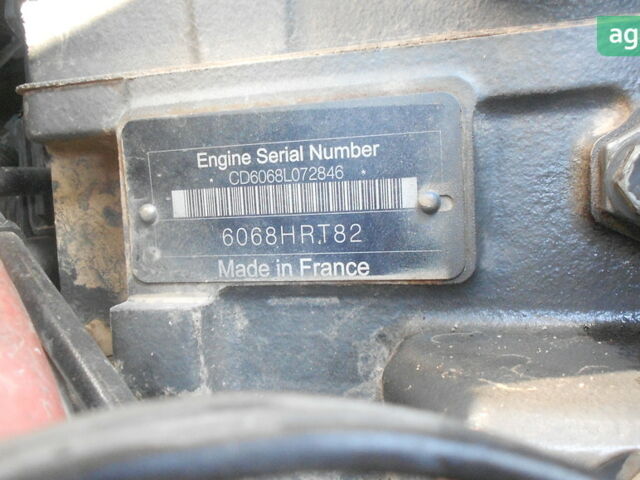 ag
Engine Serial Number
* CD6068L072846 *
6068HRT82
Made in France